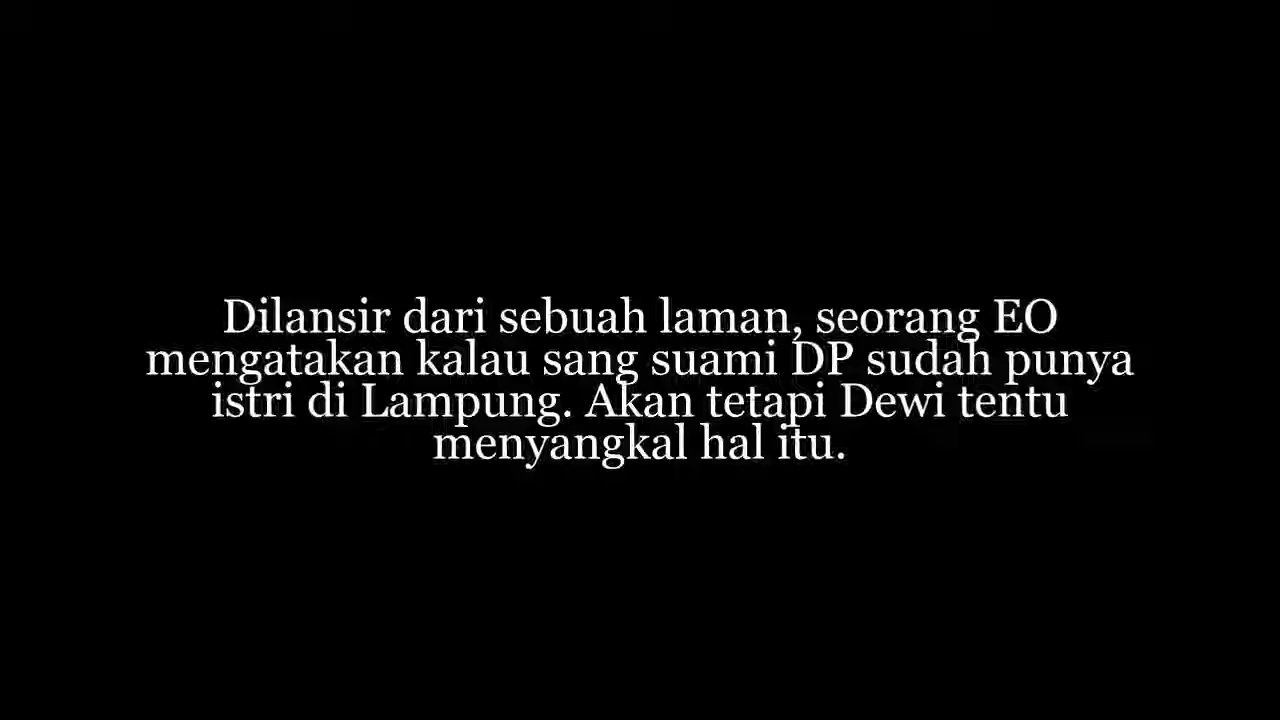 Dilansir dari sebuah laman, seorang EO
mengatakan kalau sang suami DP sudah punya
istri di Lampung. Akan tetapi Dewi tentu
menyangkal hal itu.